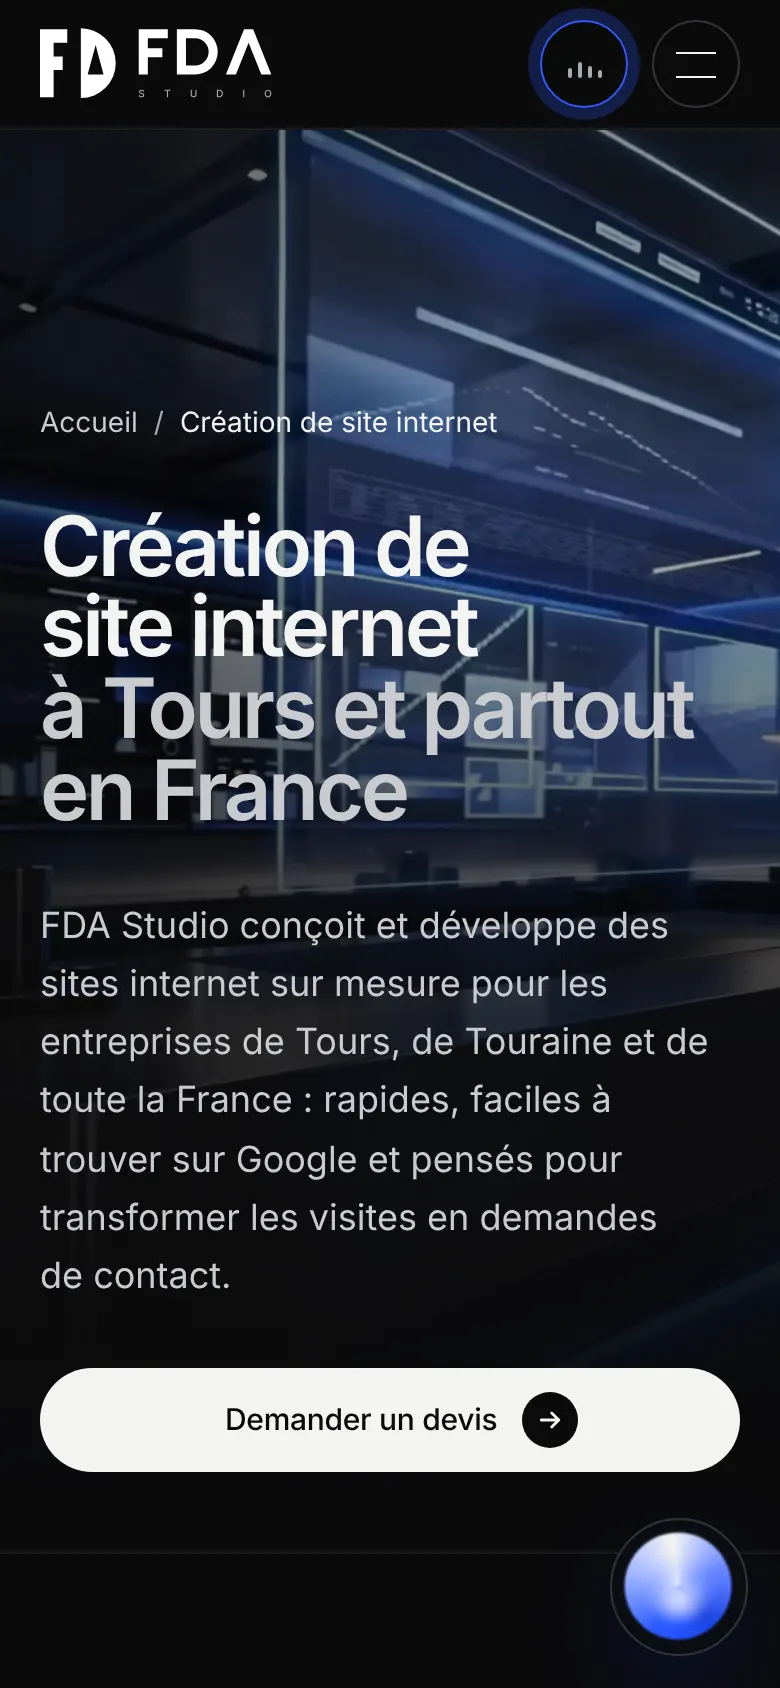 FDA
STUDIO
Accueil / Création de site internet
Création de
site internet
à Tours et partout
en France
FDA Studio conçoit et développe des
sites internet sur mesure pour les
entreprises de Tours, de Touraine et de
toute la France : rapides, faciles à
trouver sur Google et pensés pour
transformer les visites en demandes
de contact.
Demander un devis